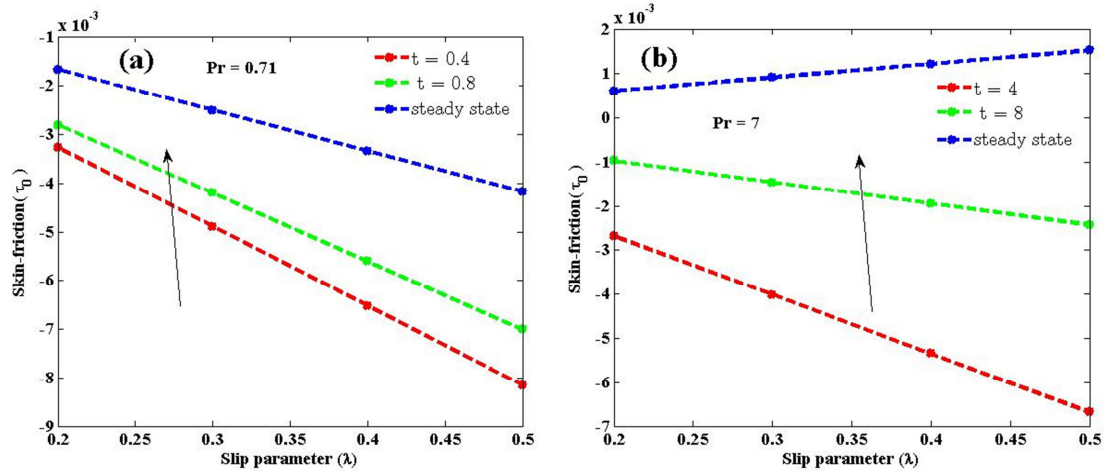 x 10⁻³
-1
-2
-3
-4
-5
-6
-7
-8
-9
Skin-friction(τ₀)
(a)
Pr = 0.71
t = 0.4
t = 0.8
steady state
0.2 0.25 0.3 0.35 0.4 0.45 0.5
Slip parameter (λ)
x 10⁻³
2
1
0
-1
-2
-3
-4
-5
-6
-7
Skin-friction(τ₀)
(b)
Pr = 7
t = 4
t = 8
steady state
0.2 0.25 0.3 0.35 0.4 0.45 0.5
Slip parameter (λ)